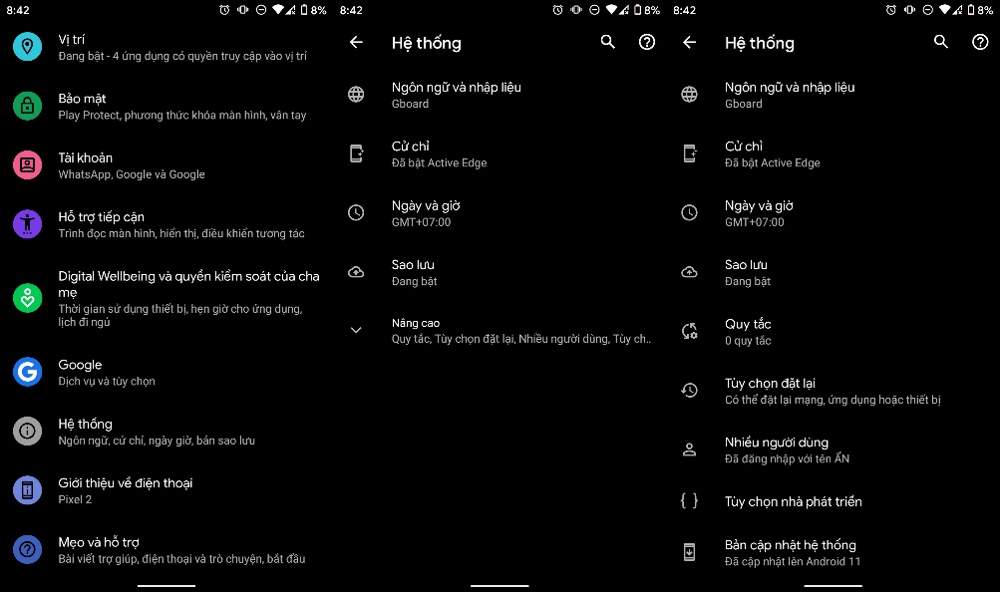 8:42
8%
Vị trí
Đang bật - 4 ứng dụng có quyền truy cập vào vị trí
Bảo mật
Play Protect, phương thức khóa màn hình, vân tay
Tài khoản
WhatsApp, Google và Google
Hỗ trợ tiếp cận
Trình đọc màn hình, hiển thị, điều khiển tương tác
Digital Wellbeing và quyền kiểm soát của cha
mẹ
Thời gian sử dụng thiết bị, hẹn giờ cho ứng dụng,
lịch đi ngủ
Google
Dịch vụ và tùy chọn
Hệ thống
Ngôn ngữ, cử chỉ, ngày giờ, bản sao lưu
Giới thiệu về điện thoại
Pixel 2
Mẹo và hỗ trợ
Bài viết trợ giúp, điện thoại và trò chuyện, bắt đầu
8:42
8%
Hệ thống
Ngôn ngữ và nhập liệu
Gboard
Cử chỉ
Đã bật Active Edge
Ngày và giờ
GMT+07:00
Sao lưu
Đang bật
Nâng cao
Quy tắc, Tùy chọn đặt lại, Nhiều người dùng, Tùy ch..
8:42
8%
Hệ thống
Ngôn ngữ và nhập liệu
Gboard
Cử chỉ
Đã bật Active Edge
Ngày và giờ
GMT+07:00
Sao lưu
Đang bật
Quy tắc
0 quy tắc
Tùy chọn đặt lại
Có thể đặt lại mạng, ứng dụng hoặc thiết bị
Nhiều người dùng
Đã đăng nhập với tên ẨN
Tùy chọn nhà phát triển
Bản cập nhật hệ thống
Đã cập nhật lên Android 11